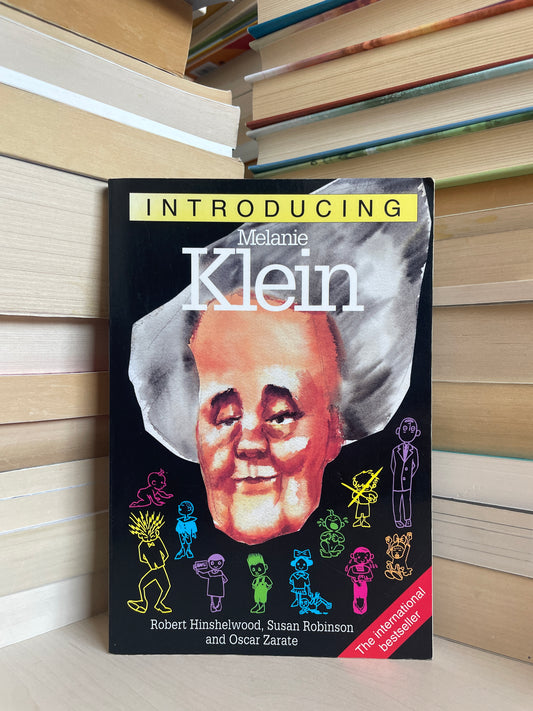 INTRODUCING
Melanie
Klein
Robert Hinshelwood, Susan Robinson
and Oscar Zarate
The international
bestseller